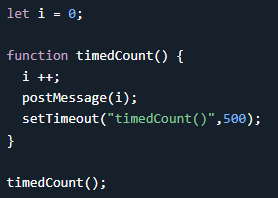 let i = 0;
function timedCount() {
i ++;
postMessage(i);
setTimeout("timedCount()",500);
}
timedCount();